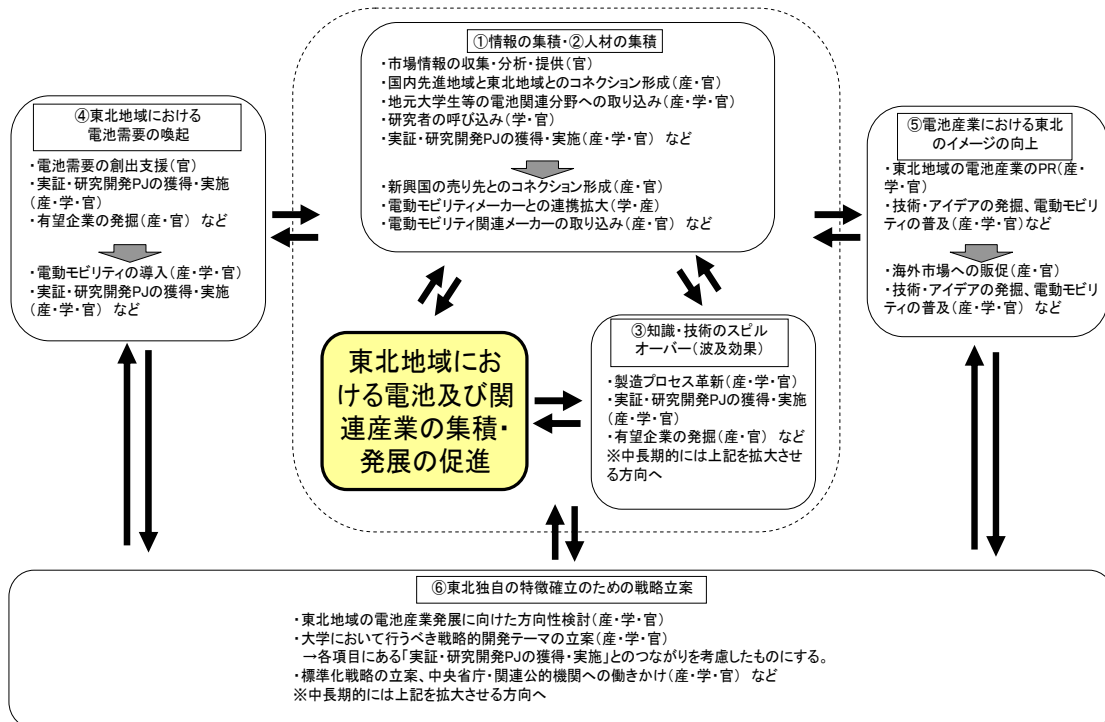 ①情報の集積・②人材の集積
・市場情報の収集・分析・提供(官)
・国内先進地域と東北地域とのコネクション形成(産・官)
・地元大学生等の電池関連分野への取り込み(産・学・官)
・研究者の呼び込み(学・官)
・実証・研究開発PJの獲得・実施(産・学・官) など
・新興国の売り先とのコネクション形成(産・官)
・電動モビリティメーカーとの連携拡大(学・産)
・電動モビリティ関連メーカーの取り込み(産・官) など
④東北地域における
電池需要の喚起
・電池需要の創出支援(官)
・実証・研究開発PJの獲得・実施
(産・学・官)
・有望企業の発掘(産・官) など
・電動モビリティの導入(産・学・官)
・実証・研究開発PJの獲得・実施
(産・学・官) など
⑤電池産業における東北
のイメージの向上
・東北地域の電池産業のPR(産・
学・官)
・技術・アイデアの発掘、電動モビリ
ティの普及(産・学・官)など
・海外市場への販促(産・官)
・技術・アイデアの発掘、電動モビリ
ティの普及(産・学・官)など
東北地域にお
ける電池及び関
連産業の集積・
発展の促進
③知識・技術のスピル
オーバー(波及効果)
・製造プロセス革新(産・学・官)
・実証・研究開発PJの獲得・実施
(産・学・官)
・有望企業の発掘(産・官) など
※中長期的には上記を拡大させ
る方向へ
⑥東北独自の特徴確立のための戦略立案
・東北地域の電池産業発展に向けた方向性検討(産・学・官)
・大学において行うべき戦略的開発テーマの立案(産・学・官)
→各項目にある「実証・研究開発PJの獲得・実施」とのつながりを考慮したものにする。
・標準化戦略の立案、中央省庁・関連公的機関への働きかけ(産・学・官) など
※中長期的には上記を拡大させる方向へ